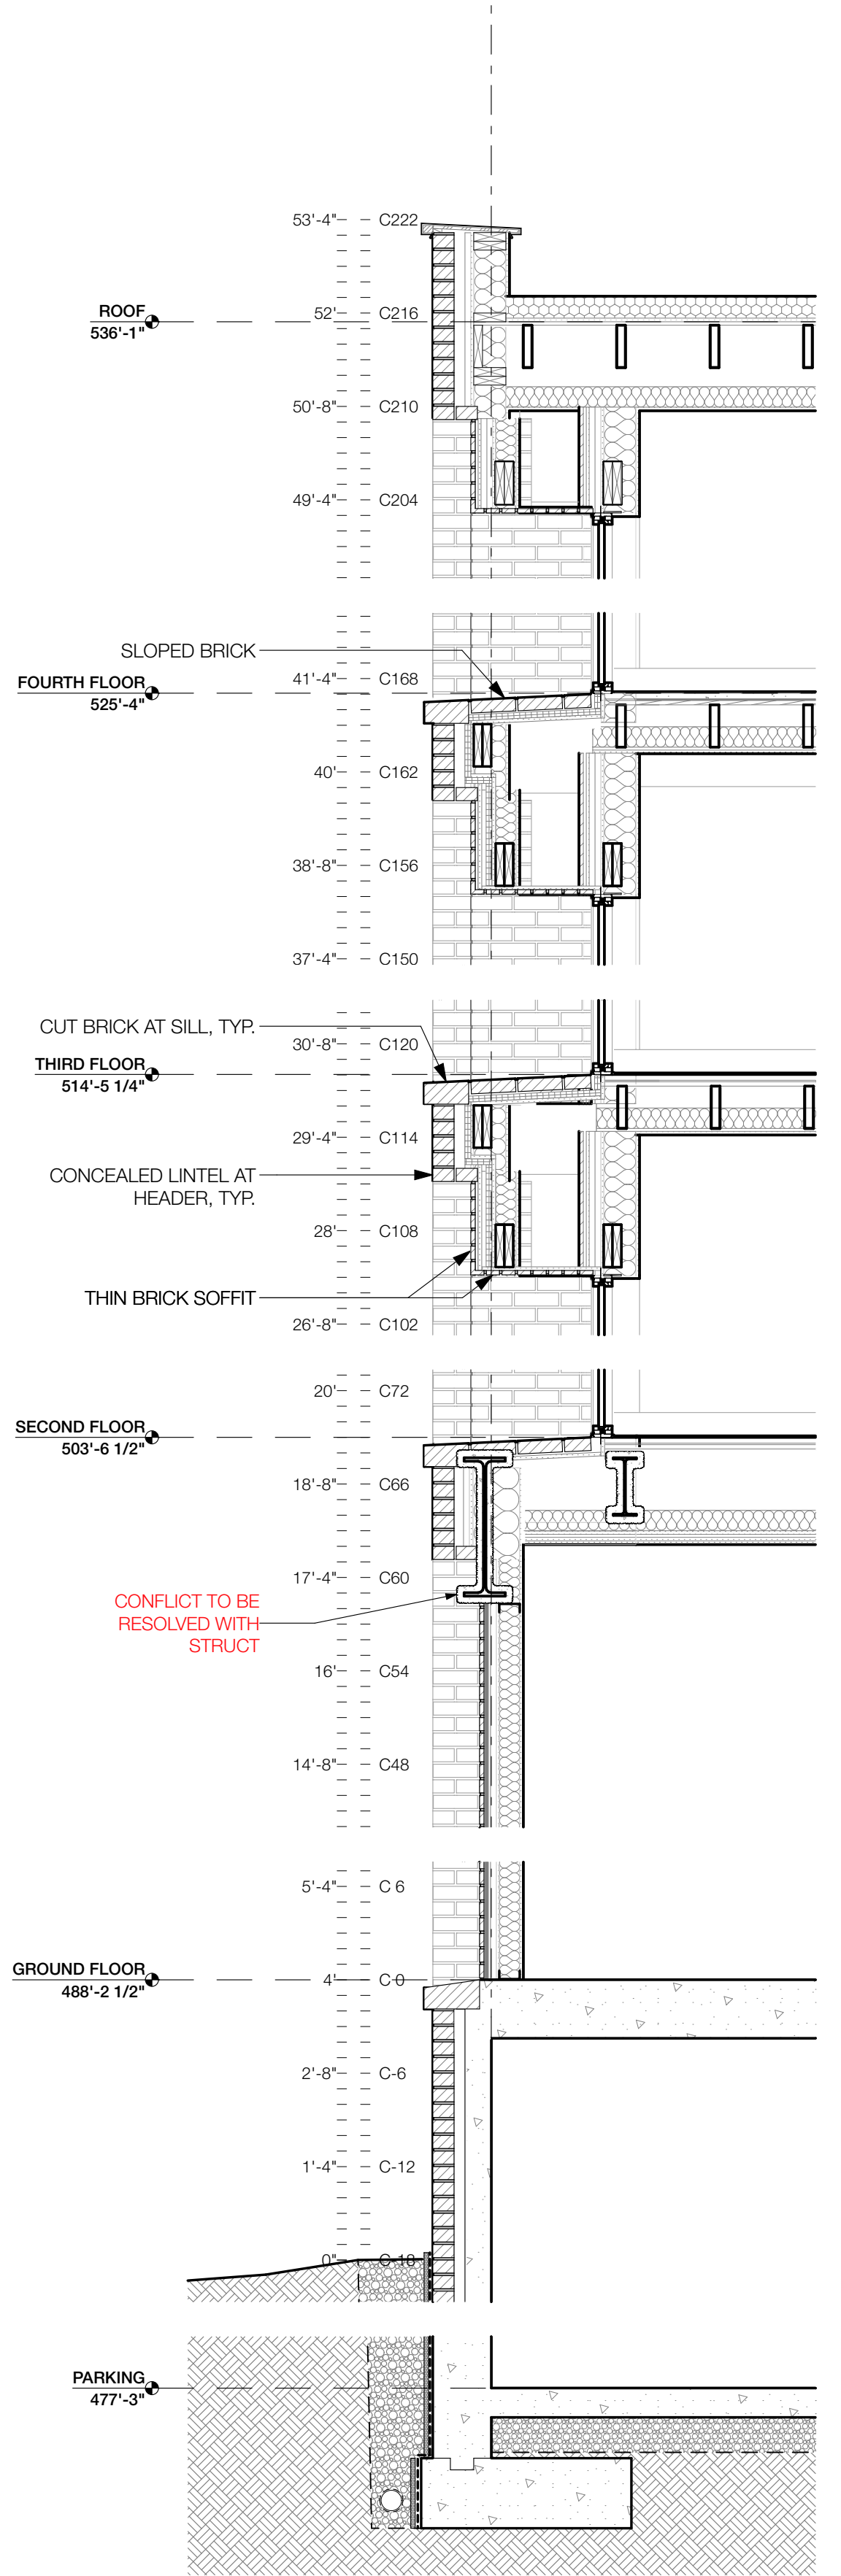 53'-4" C222
ROOF
536'-1"
52' C216
50'-8" C210
49'-4" C204
SLOPED BRICK
FOURTH FLOOR
525'-4"
41'-4" C168
40' C162
38'-8" C156
37'-4" C150
CUT BRICK AT SILL, TYP.
30'-8" C120
THIRD FLOOR
514'-5 1/4"
29'-4" C114
CONCEALED LINTEL AT
HEADER, TYP.
28' C108
THIN BRICK SOFFIT
26'-8" C102
20' C72
SECOND FLOOR
503'-6 1/2"
18'-8" C66
17'-4" C60
CONFLICT TO BE
RESOLVED WITH
STRUCT
16' C54
14'-8" C48
5'-4" C 6
GROUND FLOOR
488'-2 1/2"
4' C 0
2'-8" C-6
1'-4" C-12
0" C-18
PARKING
477'-3"